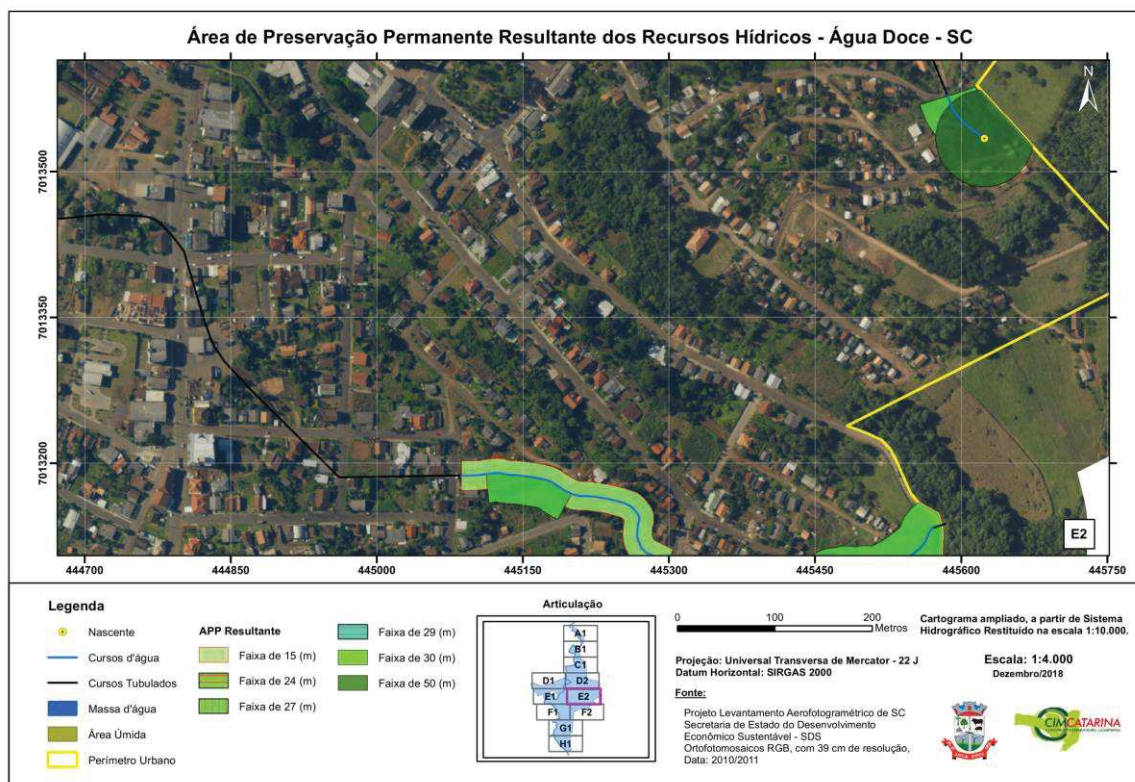 Área de Preservação Permanente Resultante dos Recursos Hídricos - Água Doce - SC
N
7013500
7013350
7013200
E2
444700
444850
445000
445150
445300
445450
445600
445750
Legenda
Nascente
Cursos d'água
Cursos Tubulados
Massa d'água
Área Úmida
Perímetro Urbano
APP Resultante
Faixa de 15 (m)
Faixa de 24 (m)
Faixa de 27 (m)
Faixa de 29 (m)
Faixa de 30 (m)
Faixa de 50 (m)
Articulação
A1
B1
C1
D1
D2
E1
E2
F1
F2
G1
H1
0 100 200
Metros
Projeção: Universal Transversa de Mercator - 22 J
Datum Horizontal: SIRGAS 2000
Fonte:
Projeto Levantamento Aerofotogramétrico de SC
Secretaria de Estado do Desenvolvimento
Econômico Sustentável - SDS
Ortofotomosaicos RGB, com 39 cm de resolução,
Data: 2010/2011
Cartograma ampliado, a partir de Sistema
Hidrográfico Restituído na escala 1:10.000.
Escala: 1:4.000
Dezembro/2018
CIMCATARINA